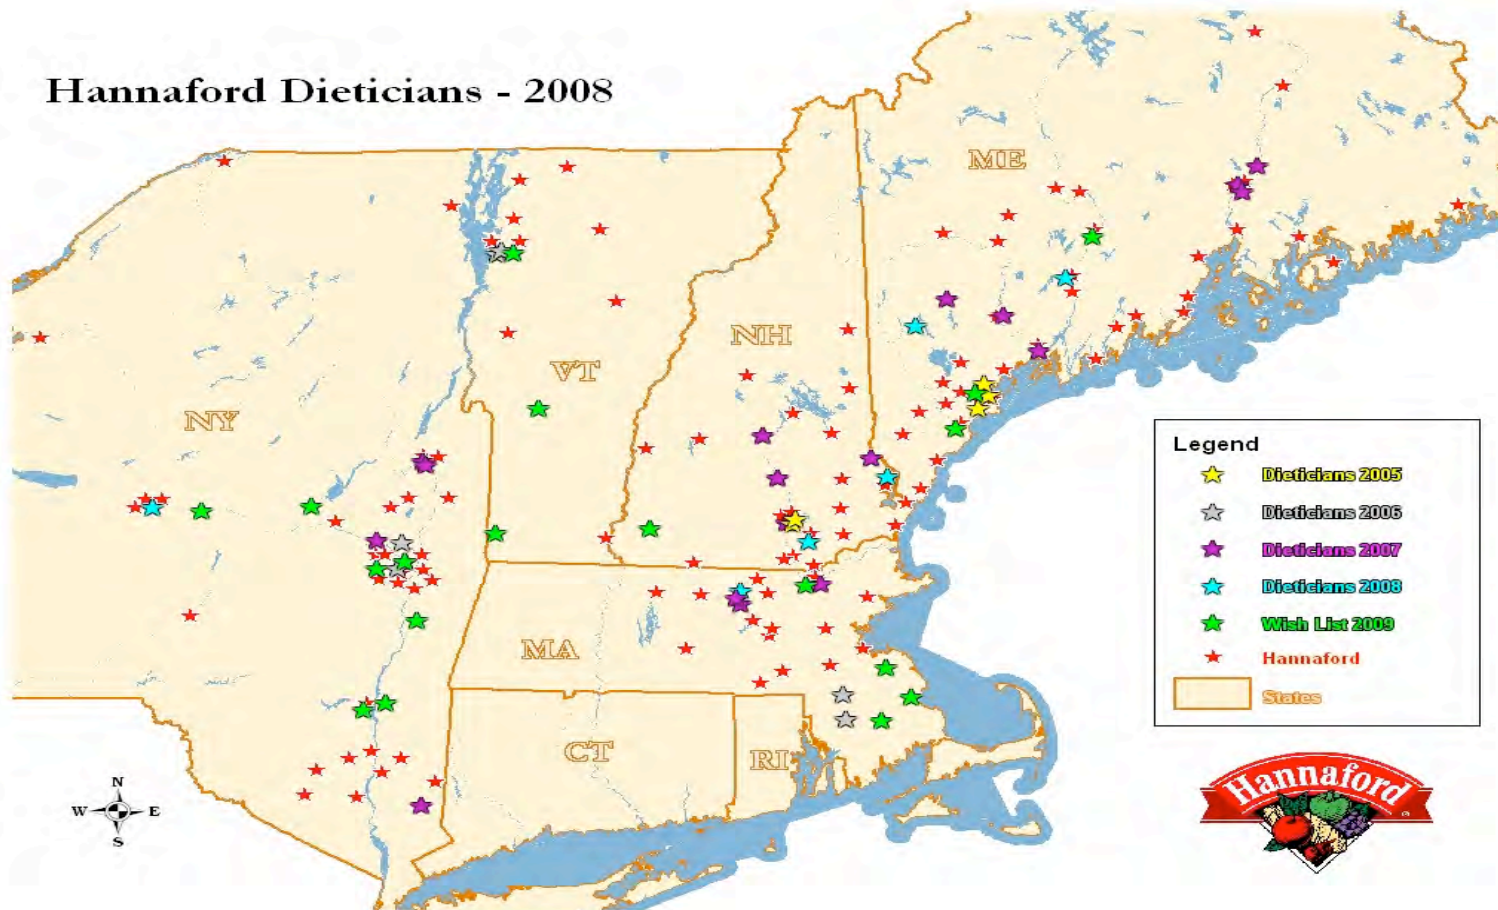 Hannaford Dieticians - 2008
ME
NH
VT
NY
MA
CT
RI
N
W E
S
Legend
Dieticians 2005
Dieticians 2006
Dieticians 2007
Dieticians 2008
Wish List 2009
Hannaford
States
Hannaford